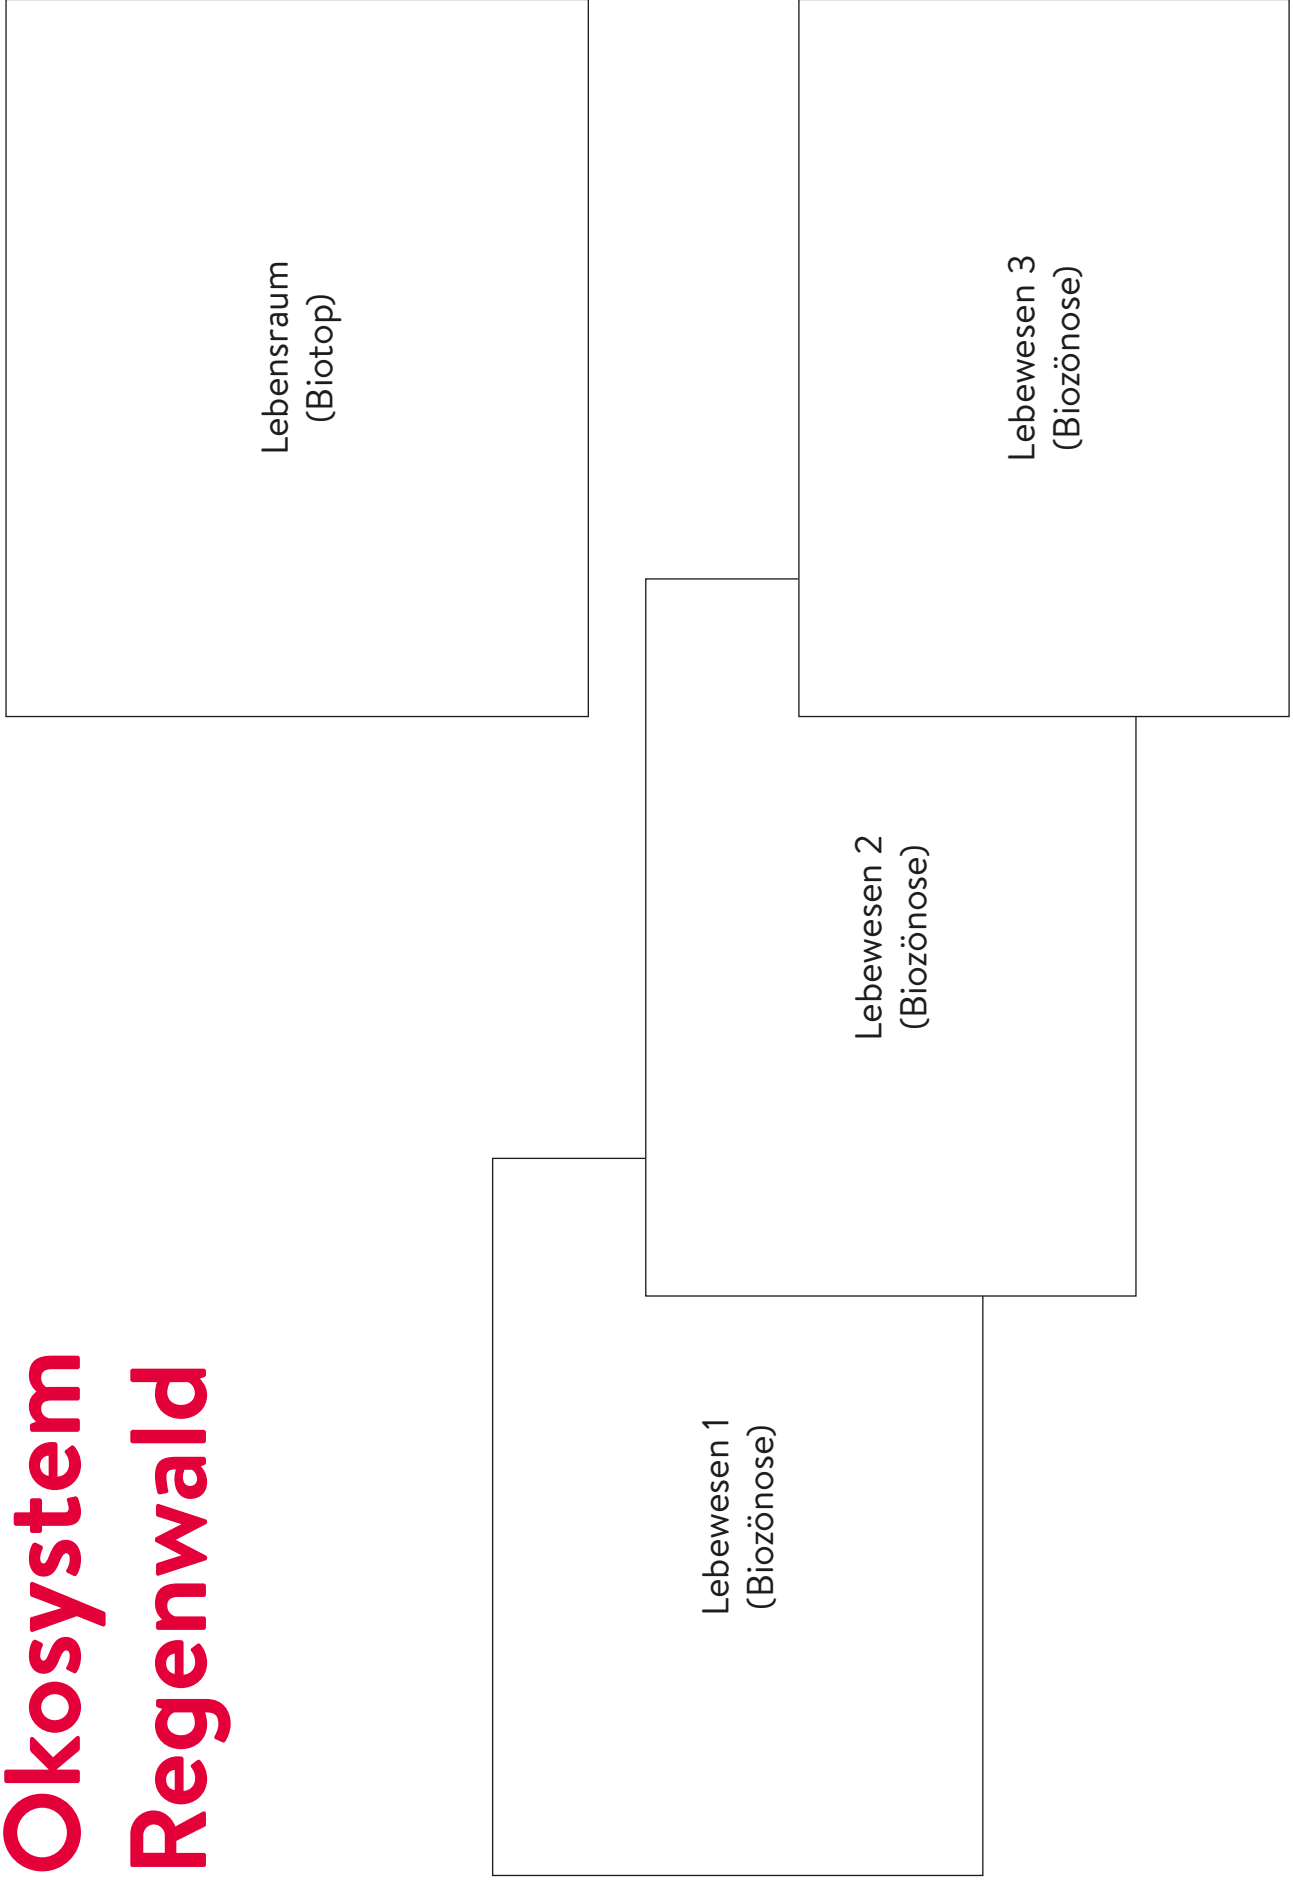 Ökosystem
Regenwald
Lebensraum
(Biotop)
Lebewesen 1
(Biozönose)
Lebewesen 2
(Biozönose)
Lebewesen 3
(Biozönose)